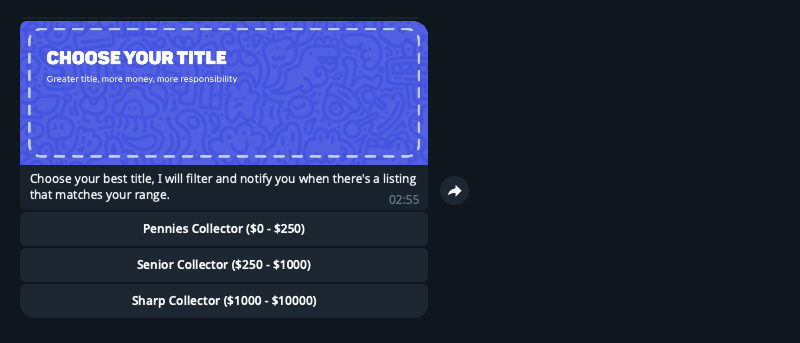 CHOOSE YOUR TITLE
Greater title, more money, more responsibility
Choose your best title, I will filter and notify you when there's a listing
that matches your range.
02:55
Pennies Collector ($0 - $250)
Senior Collector ($250 - $1000)
Sharp Collector ($1000 - $10000)